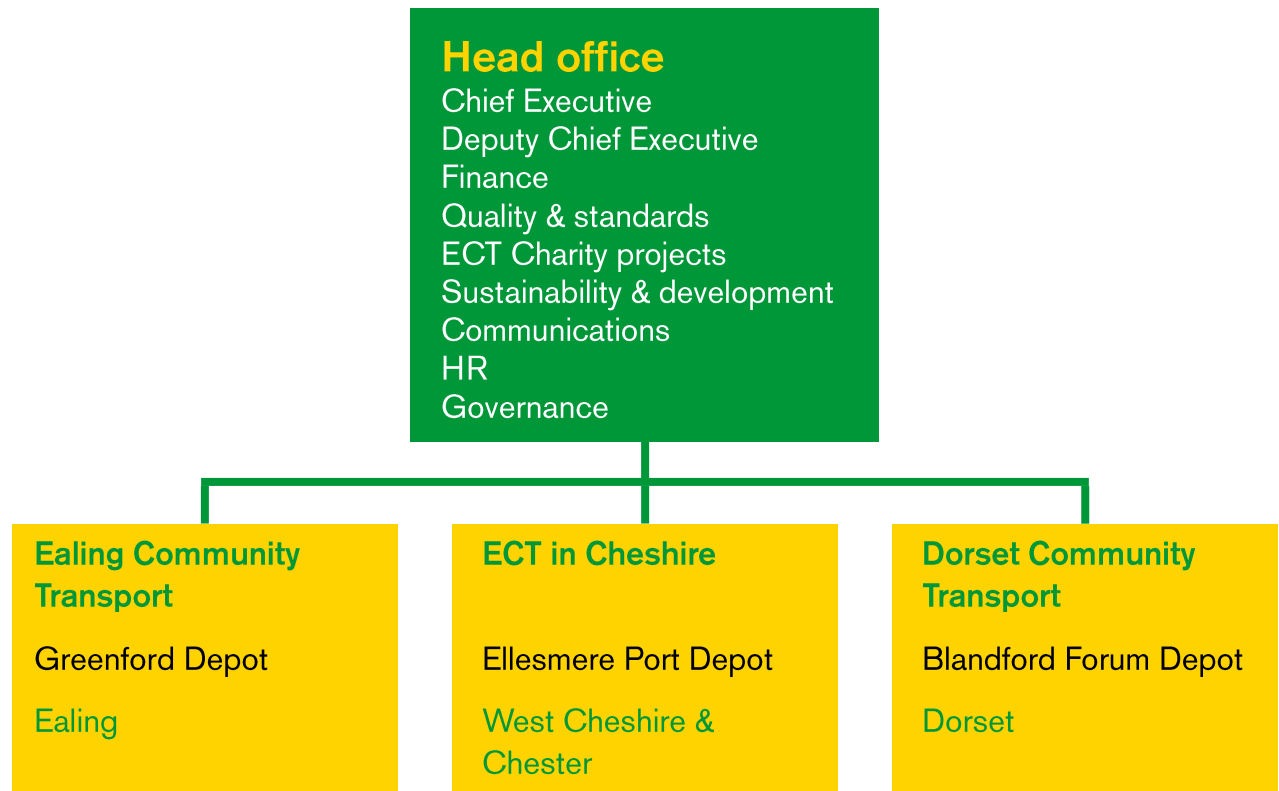 Head office
Chief Executive
Deputy Chief Executive
Finance
Quality & standards
ECT Charity projects
Sustainability & development
Communications
HR
Governance
Ealing Community
Transport
Greenford Depot
Ealing
ECT in Cheshire
Ellesmere Port Depot
West Cheshire &
Chester
Dorset Community
Transport
Blandford Forum Depot
Dorset